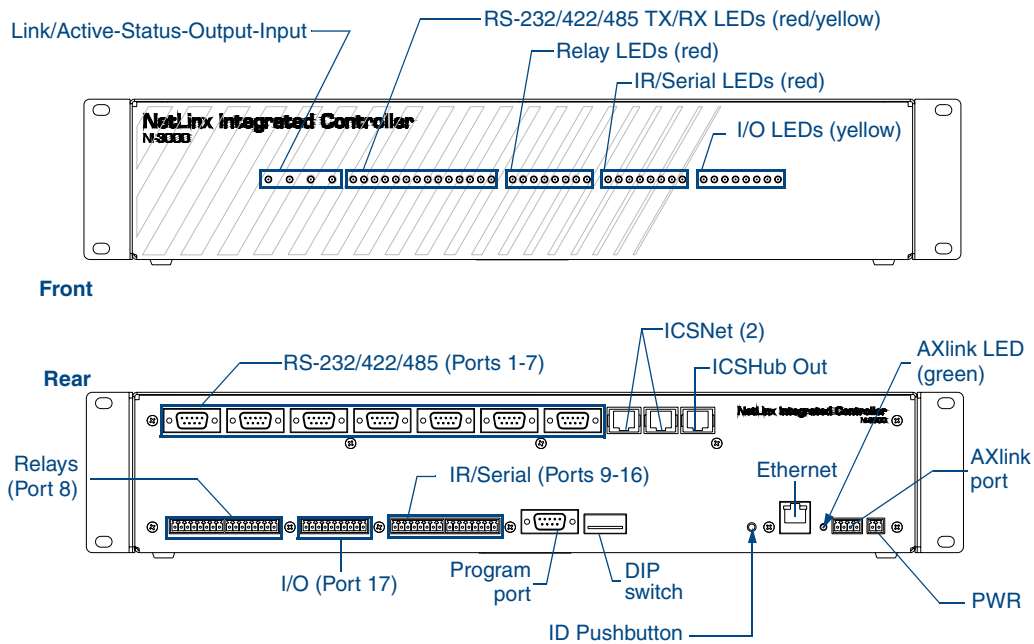 RS-232/422/485 TX/RX LEDs (red/yellow)
Link/Active-Status-Output-Input
Relay LEDs (red)
IR/Serial LEDs (red)
I/O LEDs (yellow)
NetLinx Integrated Controller
NI-3000
Front
ICSNet (2)
RS-232/422/485 (Ports 1-7)
ICSHub Out
AXlink LED
(green)
Rear
NetLinx Integrated Controller
NI-3000
Relays
(Port 8)
IR/Serial (Ports 9-16)
Ethernet
AXlink
port
I/O (Port 17)
Program
port
DIP
switch
PWR
ID Pushbutton